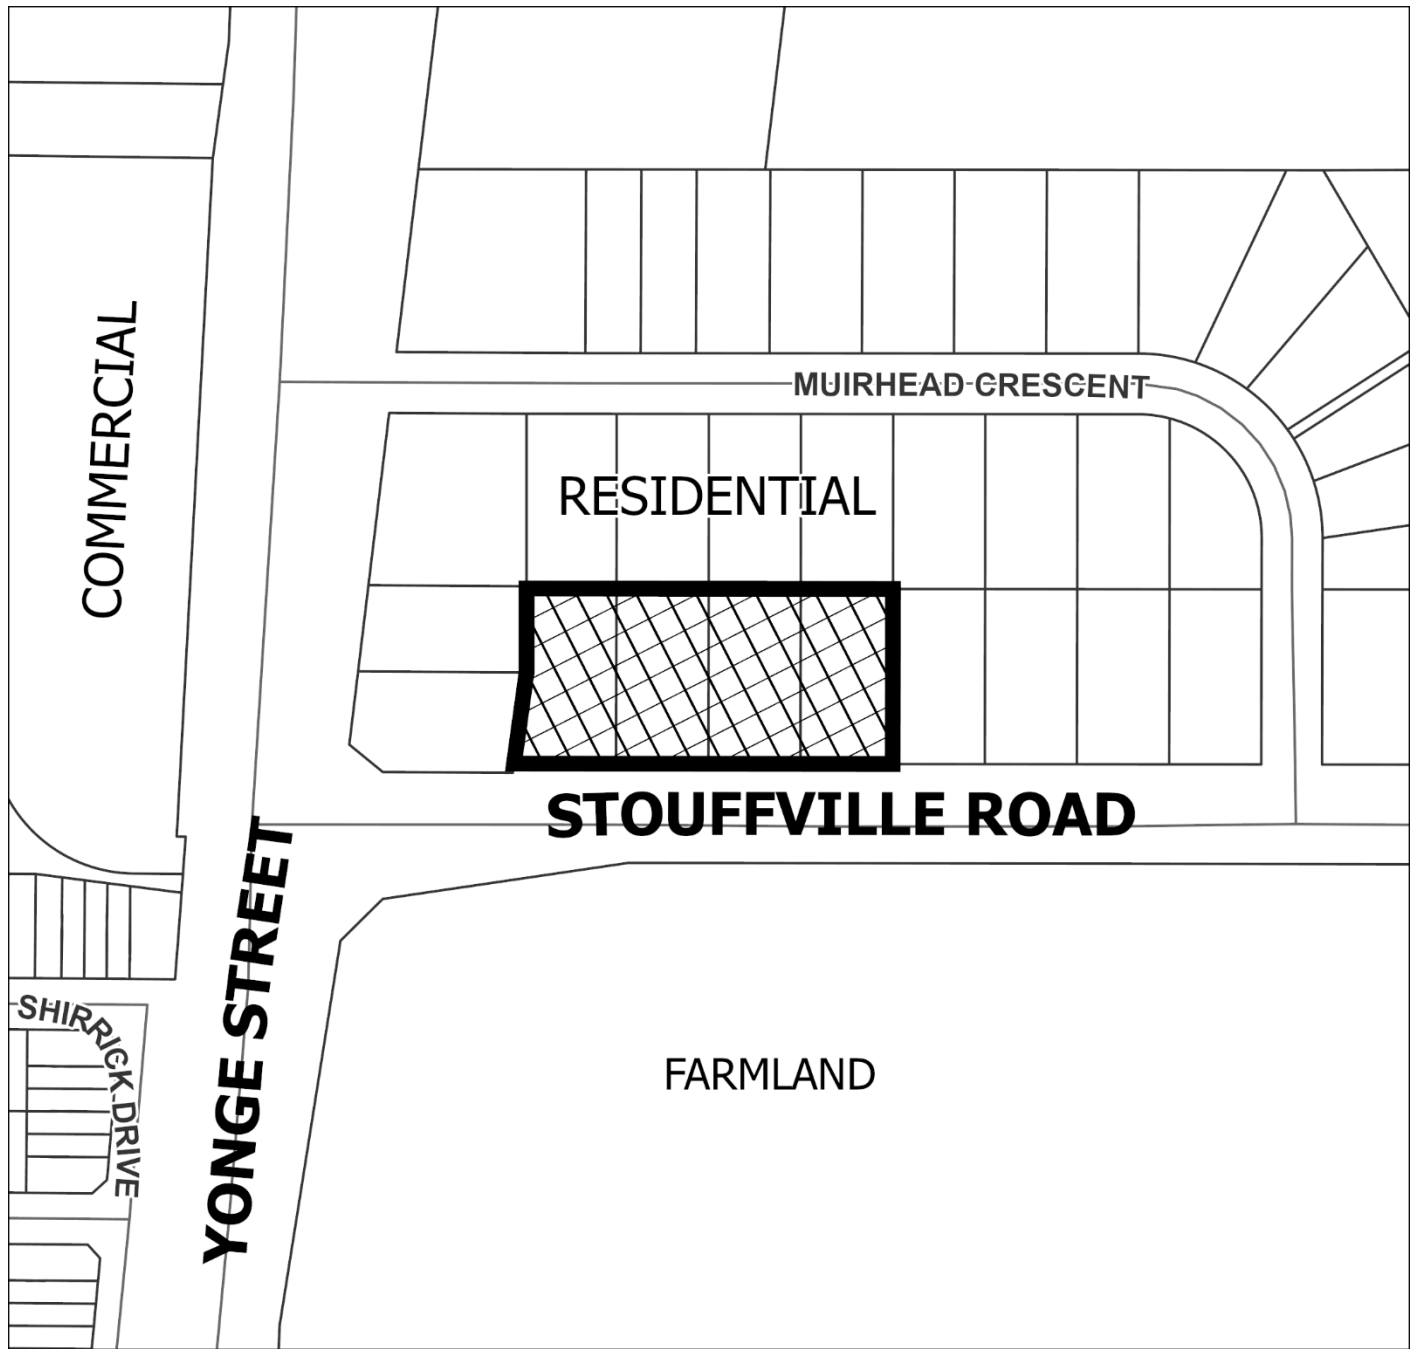 COMMERCIAL
MUIRHEAD CRESCENT
RESIDENTIAL
STOUFFVILLE ROAD
YONGE STREET
SHIRRICK DRIVE
FARMLAND